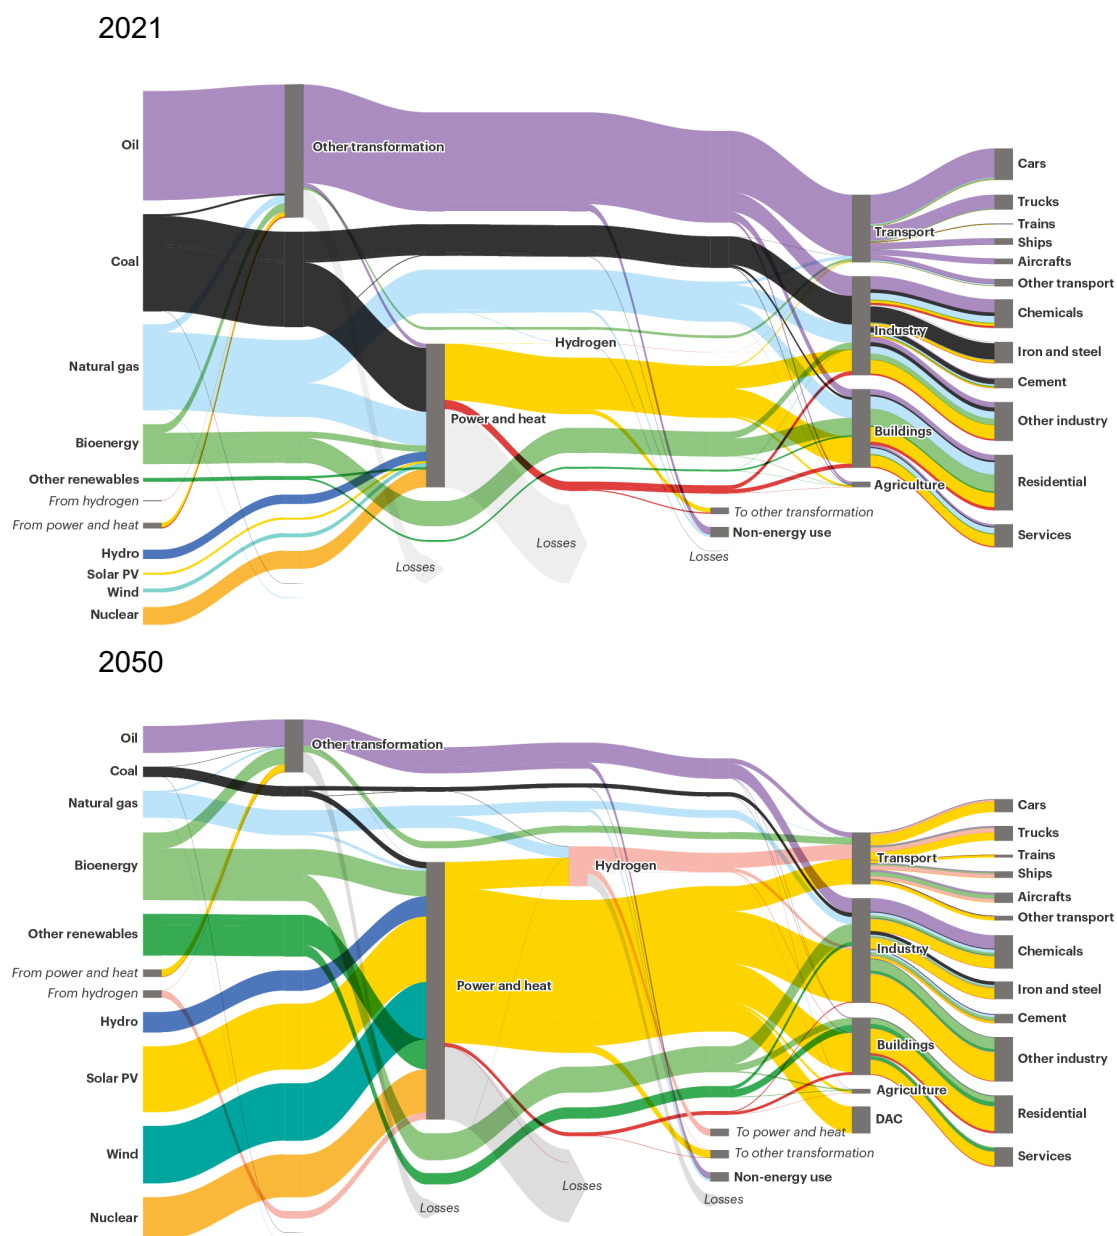 2021
Oil
Other transformation
Cars
Trucks
Trains
Transport
Ships
Coal
Aircrafts
Other transport
Chemicals
Industry
Hydrogen
Iron and steel
Natural gas
Cement
Power and heat
Other industry
Buildings
Bioenergy
Other renewables
Residential
Agriculture
From hydrogen
To other transformation
From power and heat
Non-energy use
Services
Losses
Hydro
Losses
Losses
Solar PV
Wind
Nuclear
2050
Oil
Other transformation
Coal
Natural gas
Cars
Trucks
Trains
Transport
Bioenergy
Hydrogen
Ships
Aircrafts
Other transport
Other renewables
Industry
Chemicals
From power and heat
Power and heat
Iron and steel
From hydrogen
Cement
Hydro
Buildings
Other industry
Solar PV
Agriculture
Residential
DAC
To power and heat
Wind
To other transformation
Services
Non-energy use
Losses
Losses
Losses
Nuclear